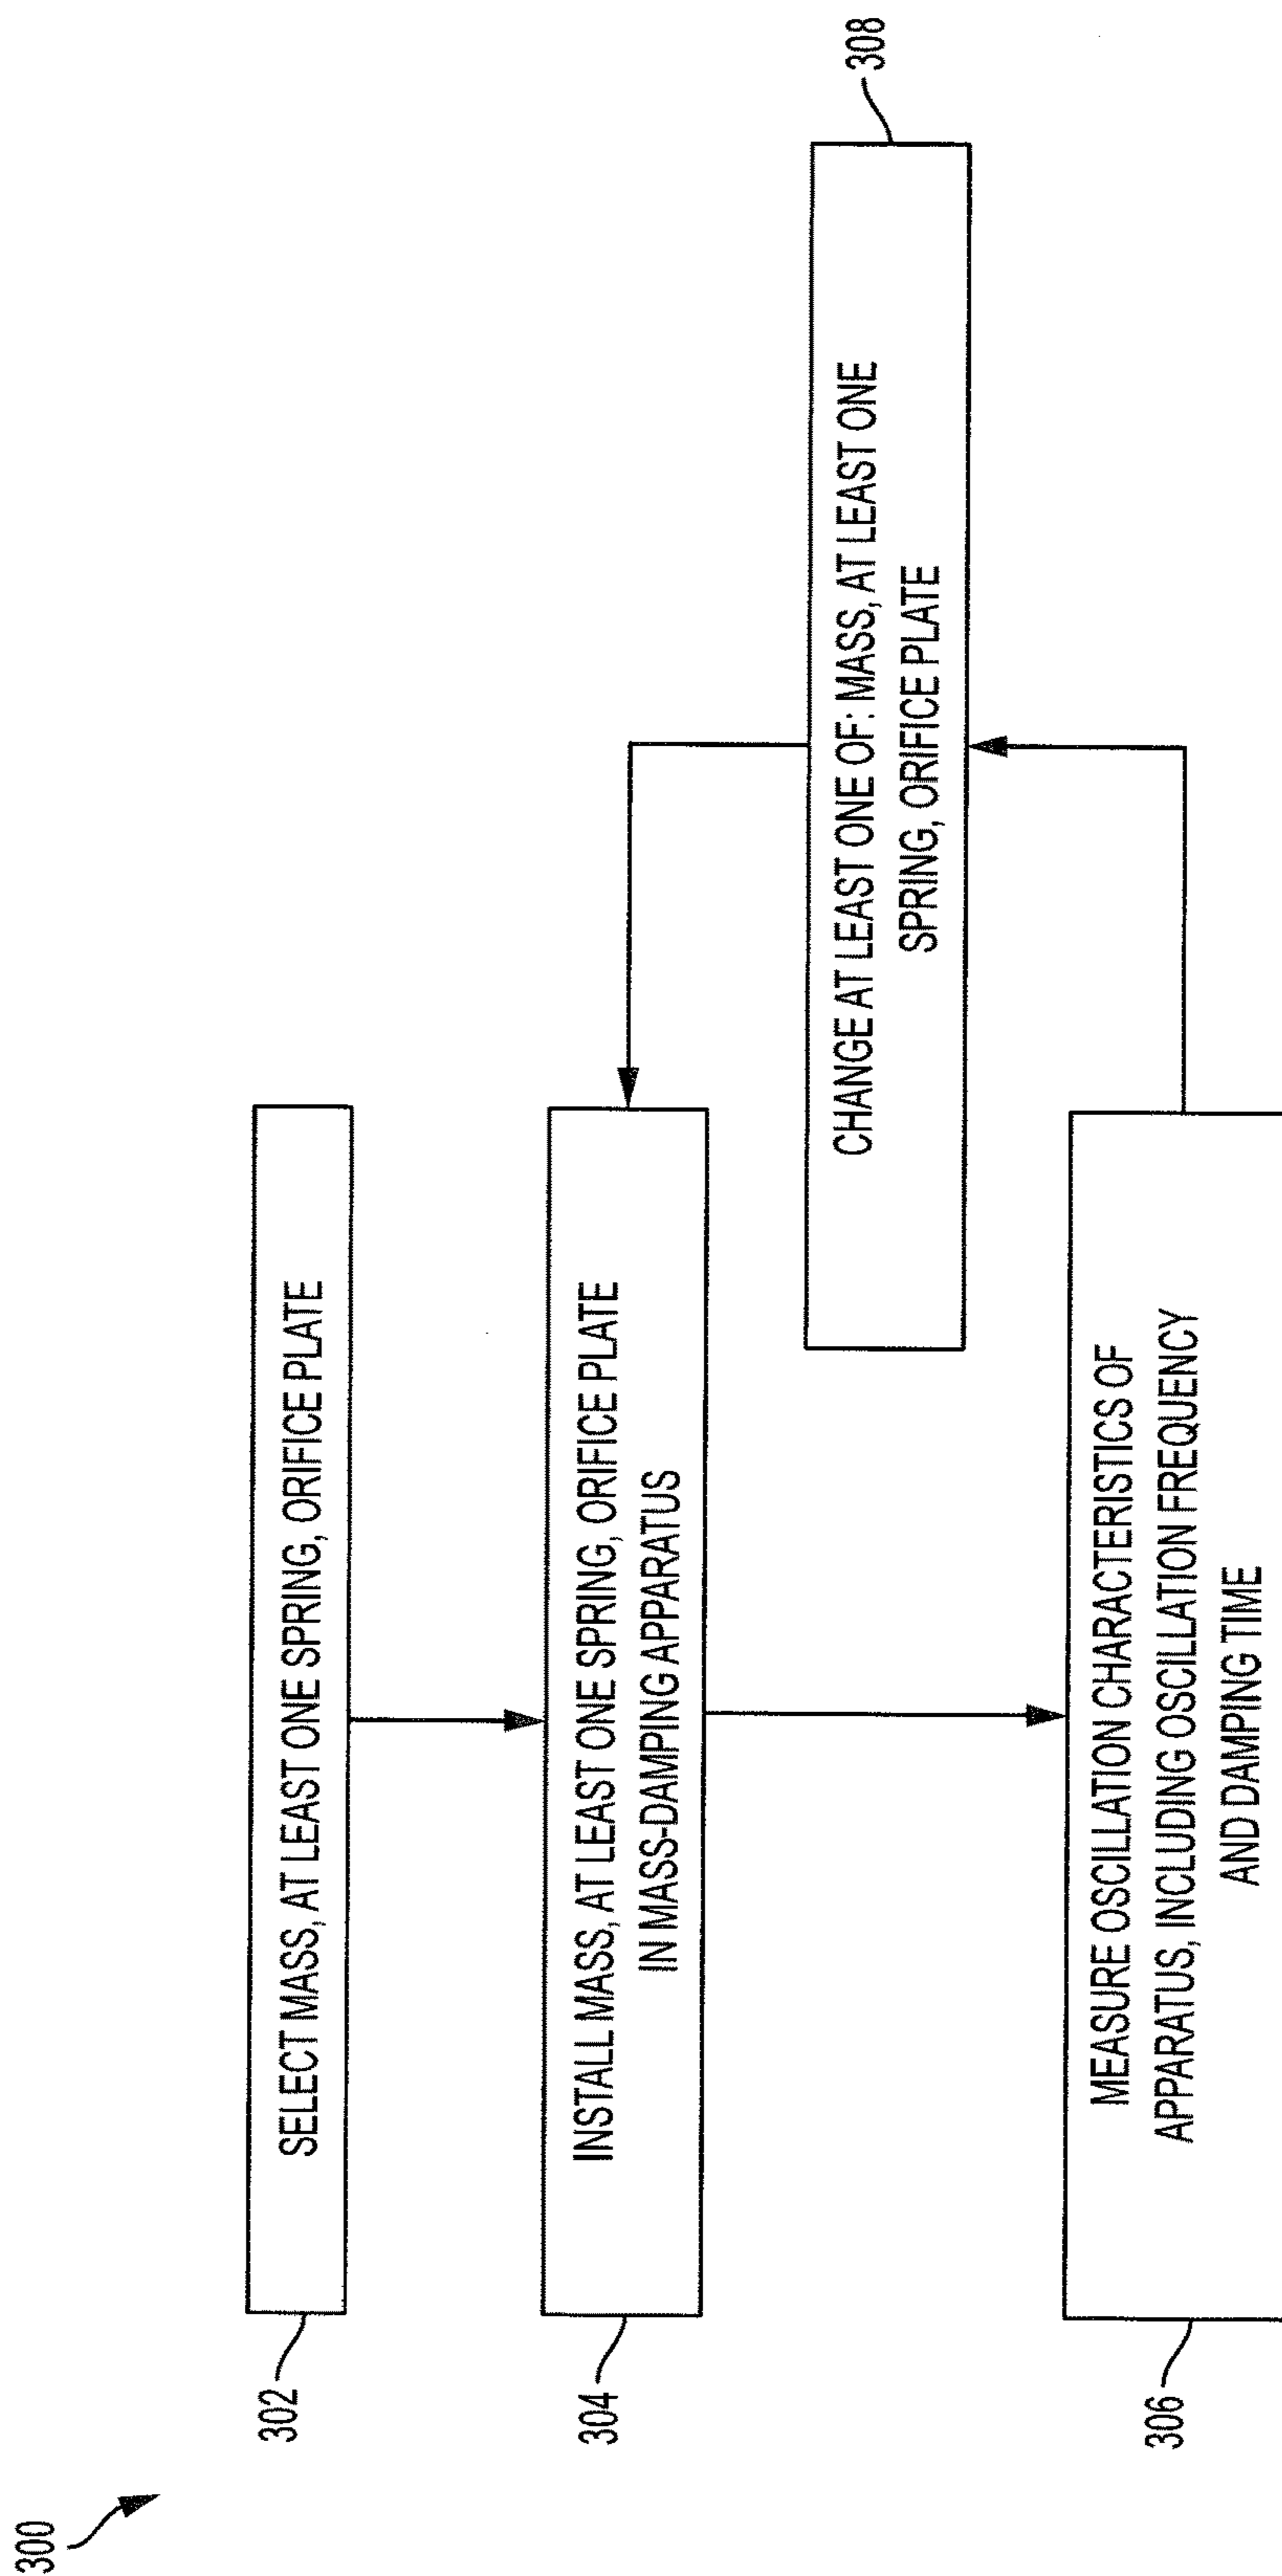 300
302
SELECT MASS, AT LEAST ONE SPRING, ORIFICE PLATE
304
INSTALL MASS, AT LEAST ONE SPRING, ORIFICE PLATE
IN MASS-DAMPING APPARATUS
308
CHANGE AT LEAST ONE OF: MASS, AT LEAST ONE
SPRING, ORIFICE PLATE
306
MEASURE OSCILLATION CHARACTERISTICS OF
APPARATUS, INCLUDING OSCILLATION FREQUENCY
AND DAMPING TIME